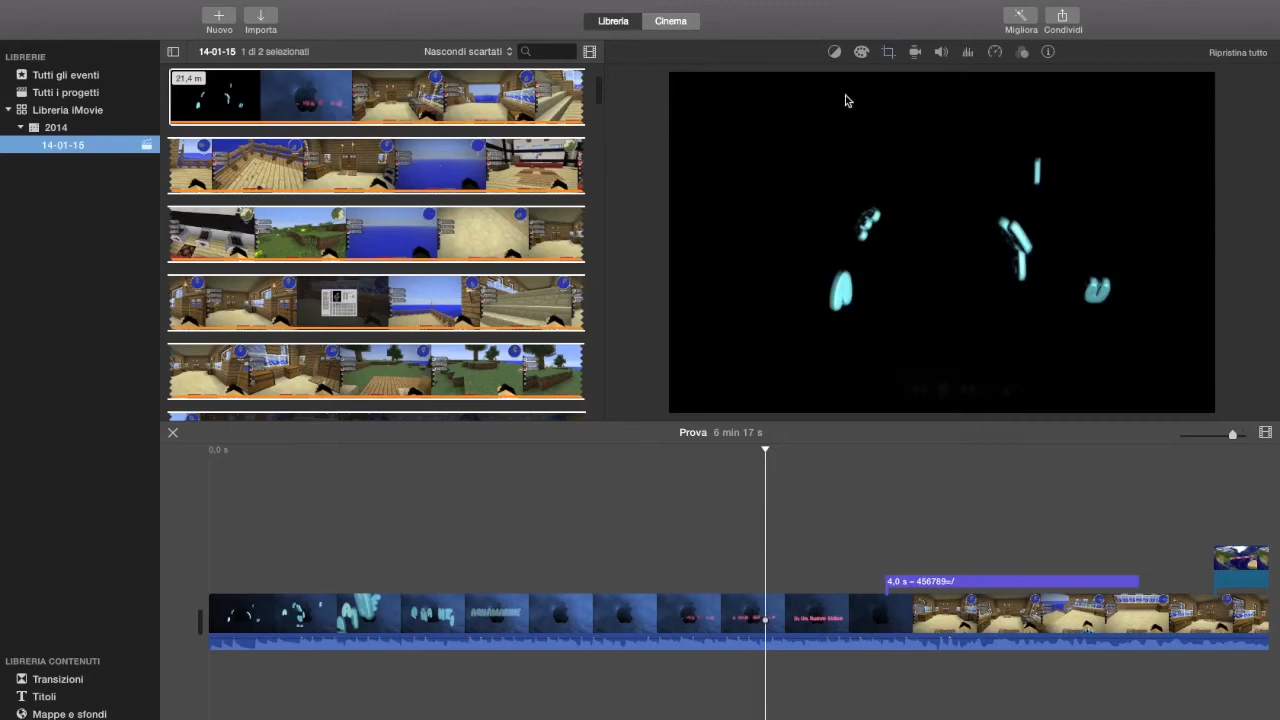 Nuovo
Importa
Libreria
Cinema
Migliora
Condividi
LIBRERIE
Tutti gli eventi
Tutti i progetti
Libreria iMovie
2014
14-01-15
14-01-15 1 di 2 selezionati
Nascondi scartati
Ripristina tutto
21,4 m
Prova 6 min 17 s
0,0 s
4,0 s – 456789=/
AQUAMARINE
LIBRERIA CONTENUTI
Transizioni
Titoli
Mappe e sfondi